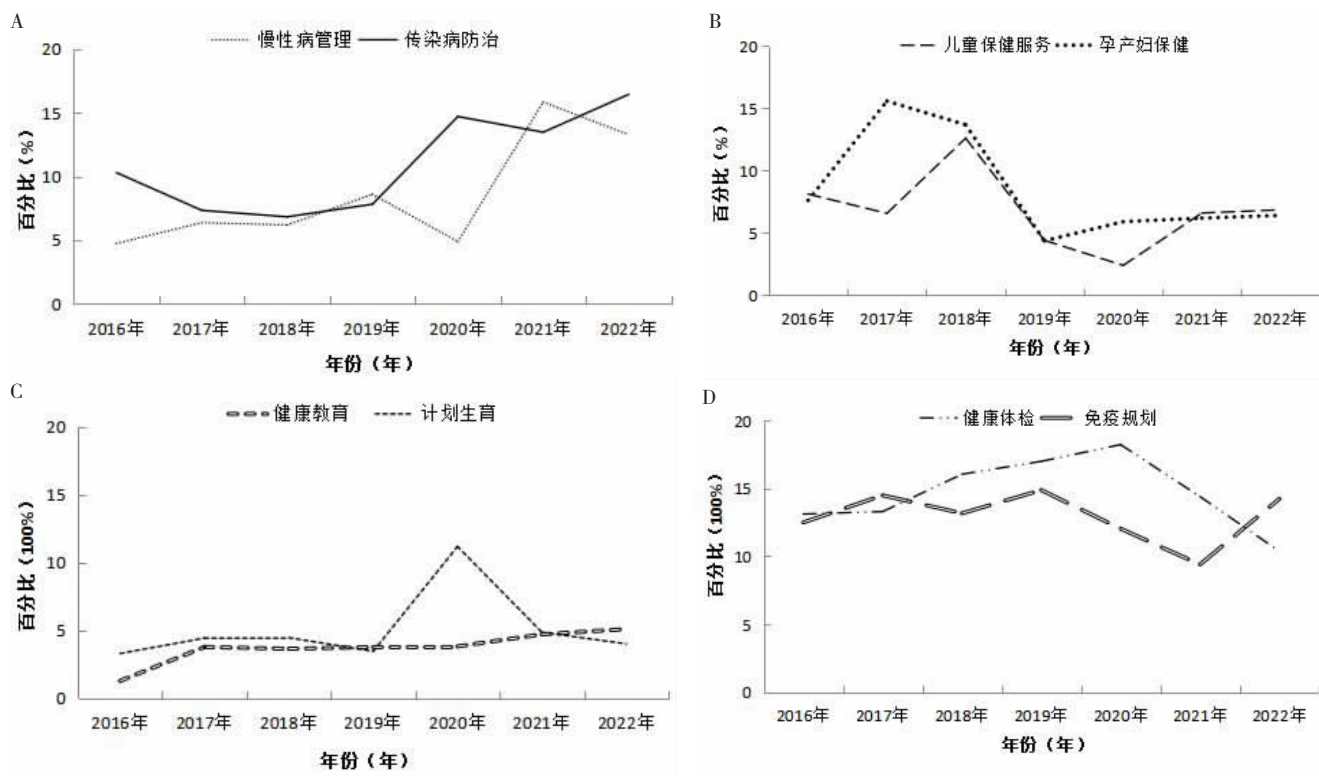 A
慢性病管理 传染病防治
20
15
10
5
0
百分比（%）
2016年 2017年 2018年 2019年 2020年 2021年 2022年
年份（年）
B
儿童保健服务 孕产妇保健
20
15
10
5
0
百分比（%）
2016年 2017年 2018年 2019年 2020年 2021年 2022年
年份（年）
C
健康教育 计划生育
20
15
10
5
0
百分比（100%）
2016年 2017年 2018年 2019年 2020年 2021年 2022年
年份（年）
D
健康体检 免疫规划
20
15
10
5
0
百分比（100%）
2016年 2017年 2018年 2019年 2020年 2021年 2022年
年份（年）